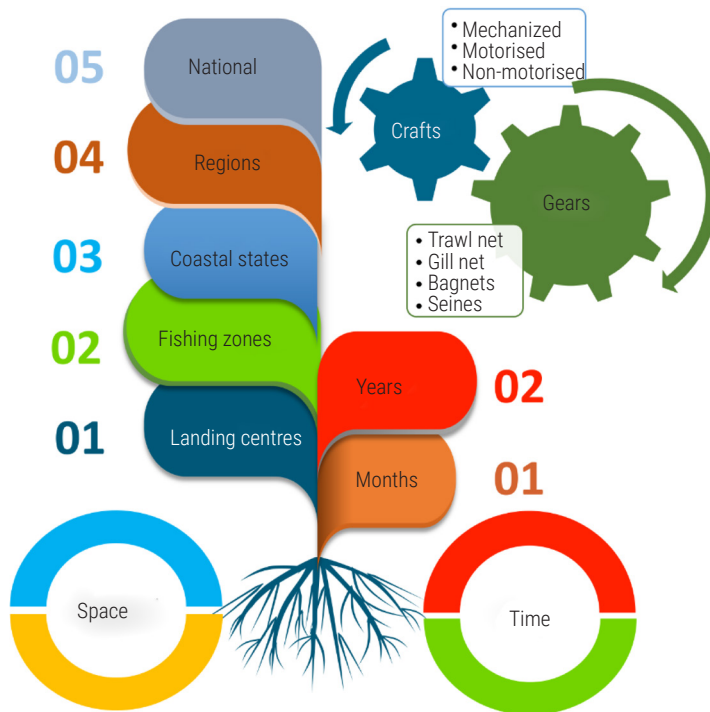 05
National
04
Regions
03
Coastal states
02
Fishing zones
01
Landing centres
• Mechanized
• Motorised
• Non-motorised
Crafts
Gears
• Trawl net
• Gill net
• Bagnets
• Seines
Years
02
Months
01
Space
Time